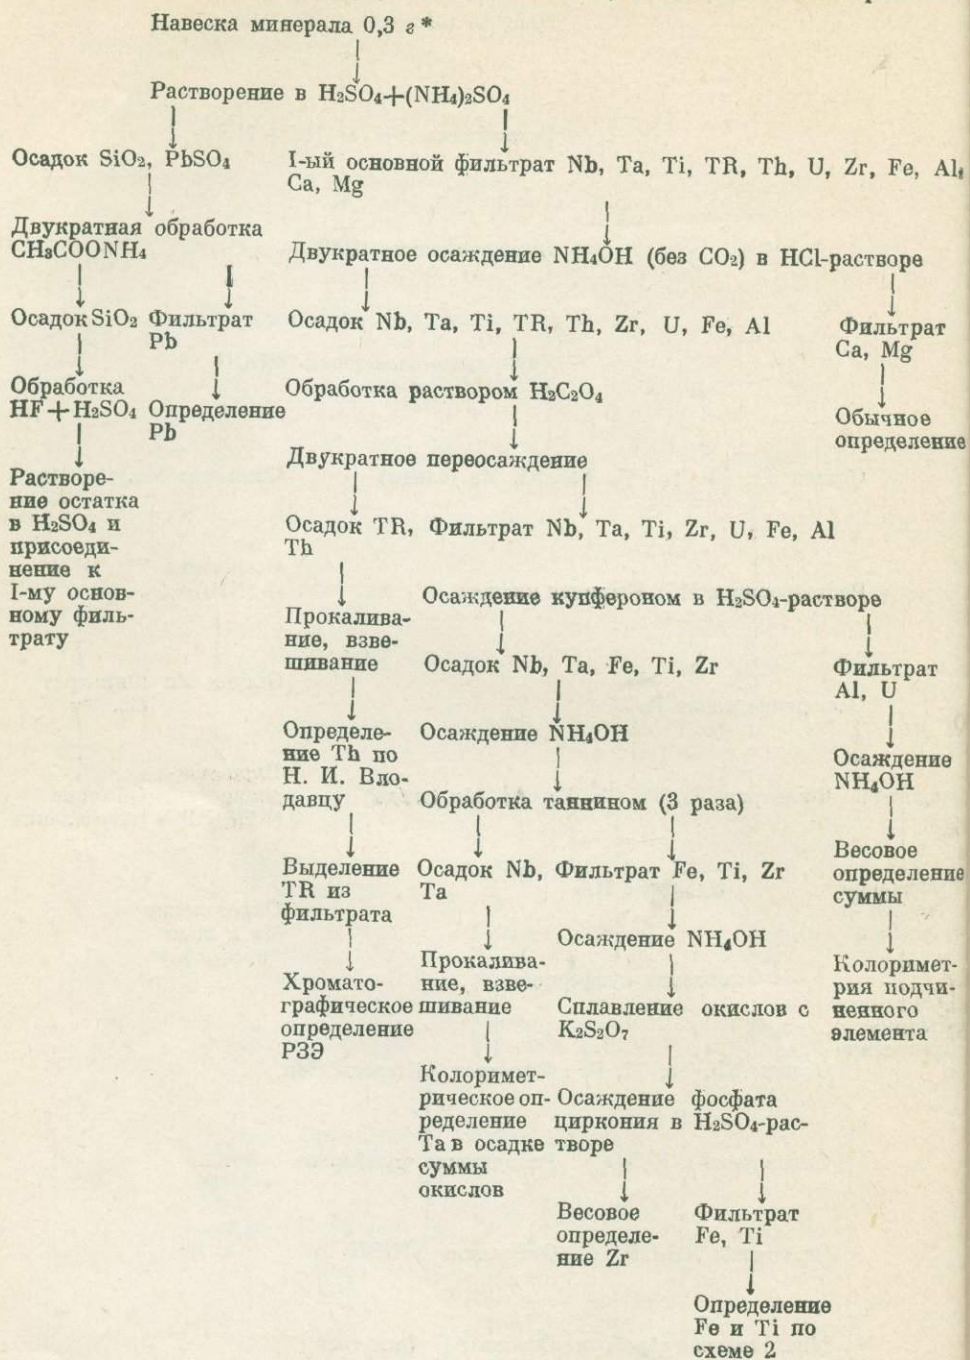 Навеска минерала 0,3 г*
Растворение в H₂SO₄+(NH₄)₂SO₄
Осадок SiO₂, PbSO₄
I-ый основной фильтрат Nb, Ta, Ti, TR, Th, U, Zr, Fe, Al,
Ca, Mg
Двукратная обработка
CH₃COONH₄
Двукратное осаждение NH₄OH (без CO₂) в HCl-растворе
Осадок SiO₂
Фильтрат
Pb
Осадок Nb, Ta, Ti, TR, Th, Zr, U, Fe, Al
Фильтрат
Ca, Mg
Обработка
HF+H₂SO₄
Определение
Pb
Обработка раствором H₂C₂O₄
Обычное
определение
Двукратное переосаждение
Растворе-
ние остатка
в H₂SO₄ и
присоеди-
нение к
I-му основ-
ному филь-
трату
Осадок TR,
Th
Фильтрат Nb, Ta, Ti, Zr, U, Fe, Al
Осаждение купфероном в H₂SO₄-растворе
Прокалива-
ние, взве-
шивание
Осадок Nb, Ta, Fe, Ti, Zr
Фильтрат
Al, U
Определе-
ние Th по
Н. И. Вло-
давцу
Осаждение NH₄OH
Осаждение
NH₄OH
Обработка таннином (3 раза)
Выделение
TR из
фильтрата
Осадок Nb,
Ta
Фильтрат Fe, Ti, Zr
Весовое
определение
суммы
Осаждение NH₄OH
Прокалива-
ние, взве-
шивание
Колоримет-
рия подчи-
ненного
элемента
Хромато-
графическое
определение
РЗЭ
Сплавление окислов с
K₂S₂O₇
Колоримет-
рическое оп-
ределение
Ta в осадке
суммы
окислов
Осаждение фосфата
циркония в H₂SO₄-рас-
творе
Весовое
определе-
ние Zr
Фильтрат
Fe, Ti
Определение
Fe и Ti по
схеме 2